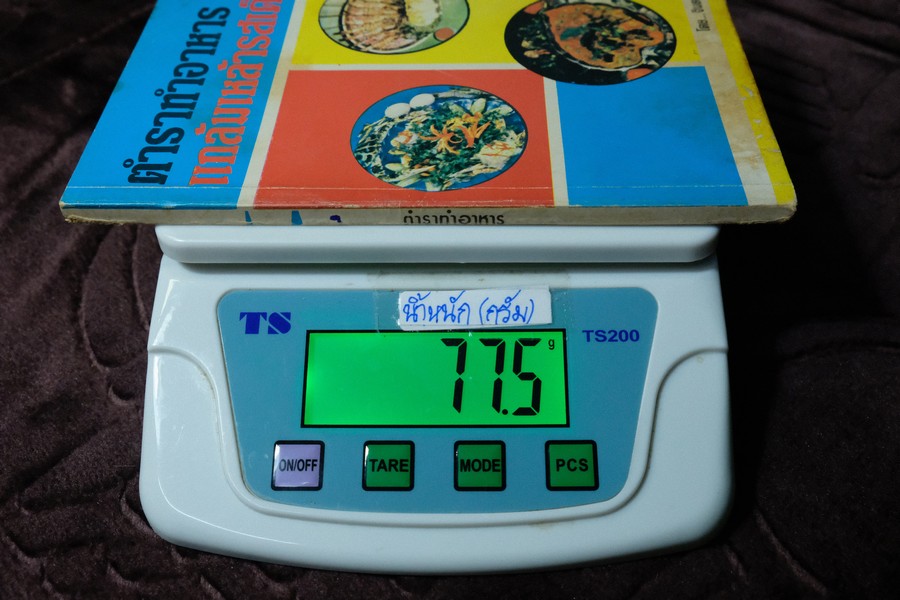 ตำราทำอาหาร
แกล้มเหล้ารสเด็
โดย..
ตำราทำอาหาร
น้ำหนัก (กรัม)
TS
TS200
77.5 g
ON/OFF
TARE
MODE
PCS